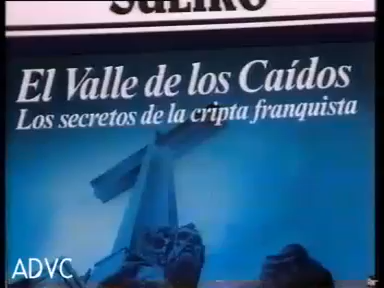 SUEIRO
El Valle de los Caídos
Los secretos de la cripta franquista
ADVC